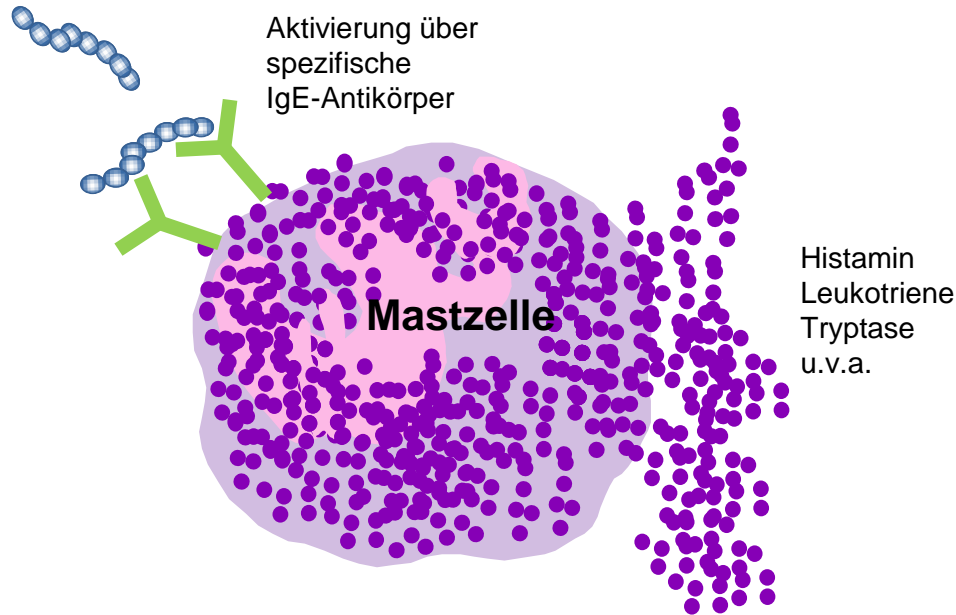 Aktivierung über
spezifische
IgE-Antikörper
Mastzelle
Histamin
Leukotriene
Tryptase
u.v.a.